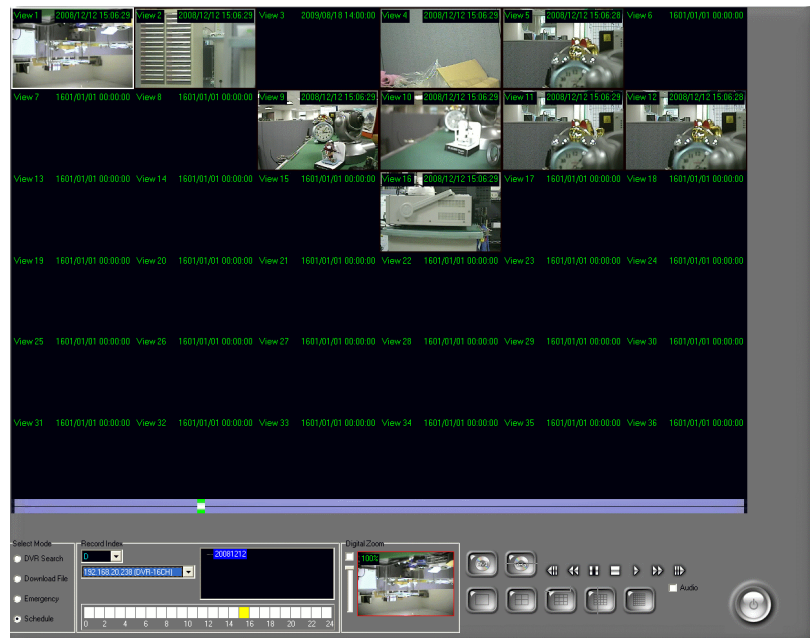 View 1 2008/12/12 15:06:29 View 2 2008/12/12 15:06:29 View 3 2009/08/18 14:00:00 View 4 2008/12/12 15:06:29 View 5 2008/12/12 15:06:28 View 6 1601/01/01 00:00:00
View 7 1601/01/01 00:00:00 View 8 1601/01/01 00:00:00 View 9 2008/12/12 15:06:29 View 10 2008/12/12 15:06:29 View 11 2008/12/12 15:06:28 View 12 2008/12/12 15:06:28
View 13 1601/01/01 00:00:00 View 14 1601/01/01 00:00:00 View 15 1601/01/01 00:00:00 View 16 2008/12/12 15:06:29 View 17 1601/01/01 00:00:00 View 18 1601/01/01 00:00:00
View 19 1601/01/01 00:00:00 View 20 1601/01/01 00:00:00 View 21 1601/01/01 00:00:00 View 22 1601/01/01 00:00:00 View 23 1601/01/01 00:00:00 View 24 1601/01/01 00:00:00
View 25 1601/01/01 00:00:00 View 26 1601/01/01 00:00:00 View 27 1601/01/01 00:00:00 View 28 1601/01/01 00:00:00 View 29 1601/01/01 00:00:00 View 30 1601/01/01 00:00:00
View 31 1601/01/01 00:00:00 View 32 1601/01/01 00:00:00 View 33 1601/01/01 00:00:00 View 34 1601/01/01 00:00:00 View 35 1601/01/01 00:00:00 View 36 1601/01/01 00:00:00
Select Mode
DVR Search
Download File
Emergency
Schedule
Record Index
D
192.168.20.238 (DVR-16CH)
20081212
0 2 4 6 8 10 12 14 16 18 20 22 24
Digital Zoom
100%
Audio